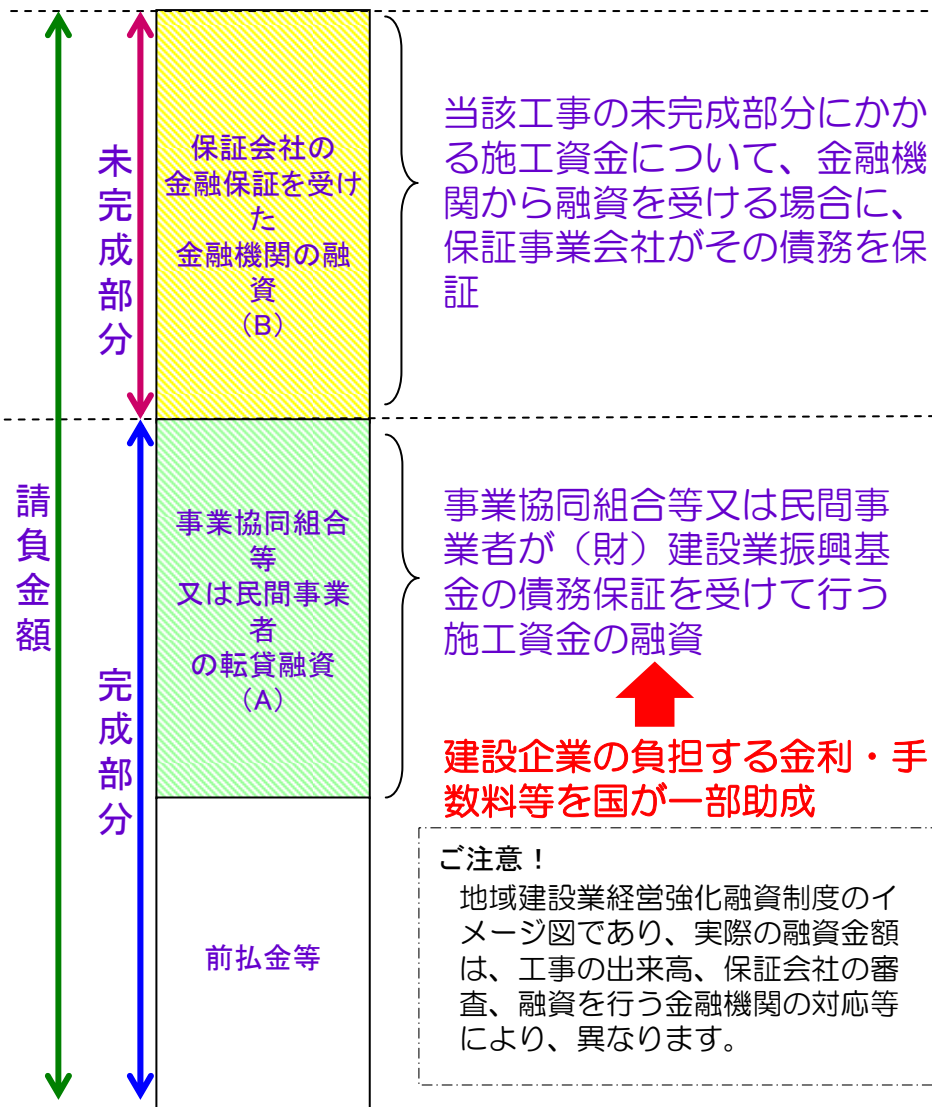 請負金額
未完成部分
保証会社の
金融保証を受け
た
金融機関の融
資
（B）
当該工事の未完成部分にかか
る施工資金について、金融機
関から融資を受ける場合に、
保証事業会社がその債務を保
証
完成部分
事業協同組合
等
又は民間事業
者
の転貸融資
（A）
事業協同組合等又は民間事
業者が（財）建設業振興基
金の債務保証を受けて行う
施工資金の融資
建設企業の負担する金利・手
数料等を国が一部助成
前払金等
ご注意！
地域建設業経営強化融資制度のイ
メージ図であり、実際の融資金額
は、工事の出来高、保証会社の審
査、融資を行う金融機関の対応等
により、異なります。